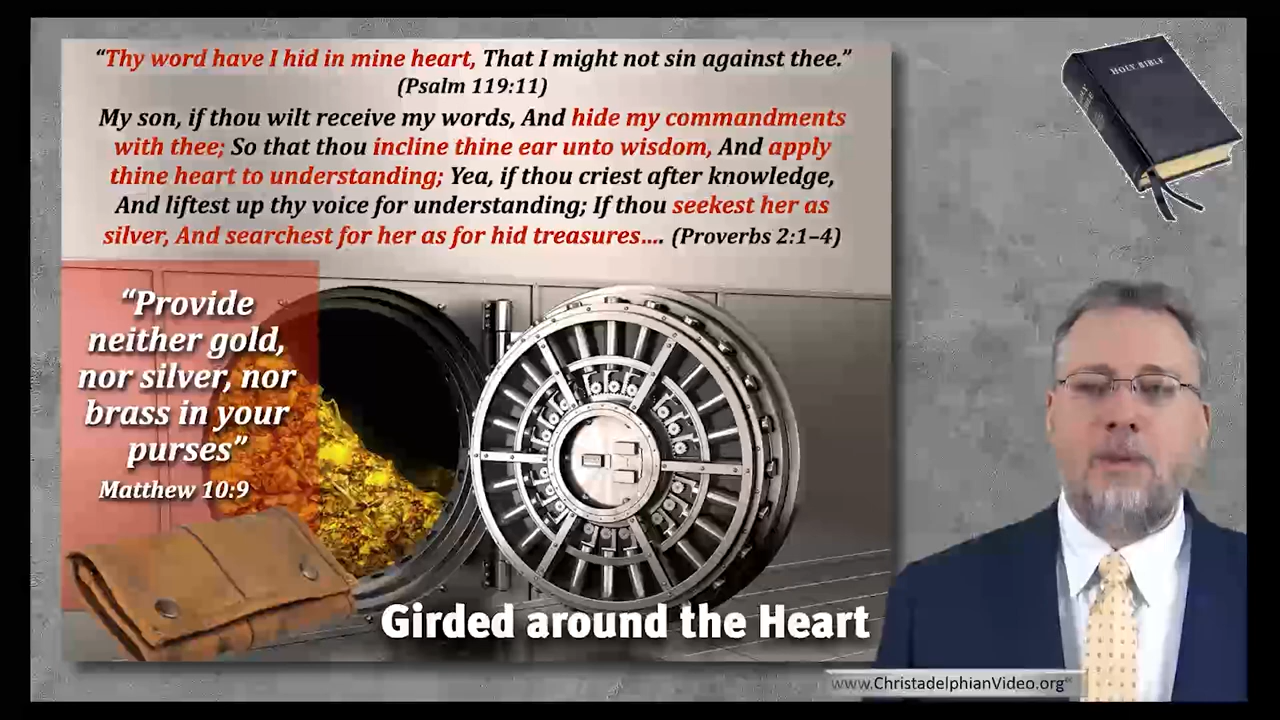 “Thy word have I hid in mine heart, That I might not sin against thee.”
(Psalm 119:11)
My son, if thou wilt receive my words, And hide my commandments
with thee; So that thou incline thine ear unto wisdom, And apply
thine heart to understanding; Yea, if thou criest after knowledge,
And liftest up thy voice for understanding; If thou seekest her as
silver, And searchest for her as for hid treasures…. (Proverbs 2:1–4)
HOLY BIBLE
“Provide
neither gold,
nor silver, nor
brass in your
purses”
Matthew 10:9
Girded around the Heart
www.ChristadelphianVideo.org